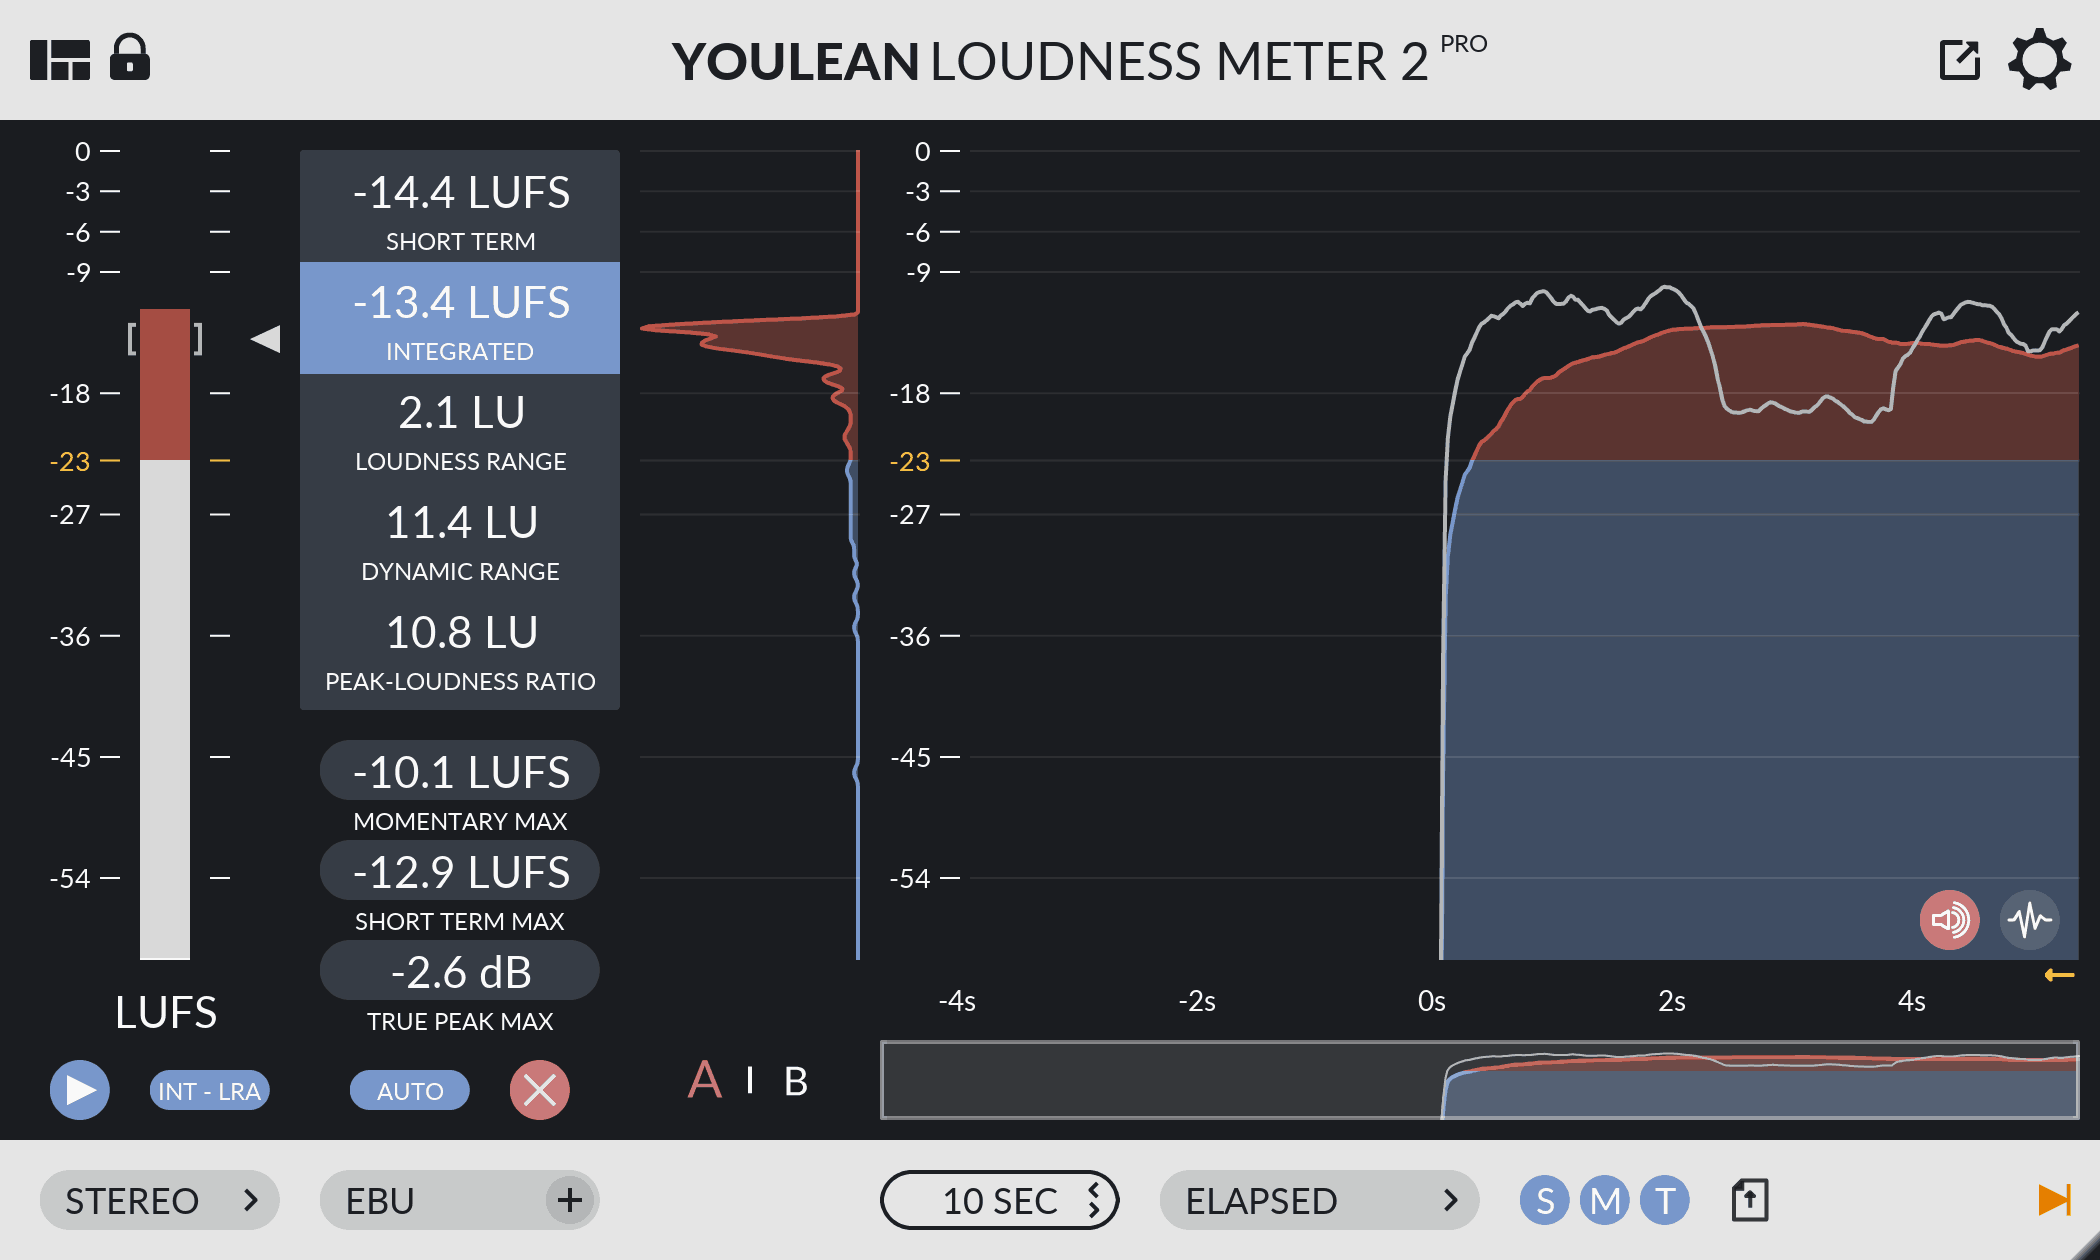 YOULEAN LOUDNESS METER 2 PRO
0
-3
-6
-9
-18
-23
-27
-36
-45
-54
LUFS
-14.4 LUFS
SHORT TERM
-13.4 LUFS
INTEGRATED
2.1 LU
LOUDNESS RANGE
11.4 LU
DYNAMIC RANGE
10.8 LU
PEAK-LOUDNESS RATIO
-10.1 LUFS
MOMENTARY MAX
-12.9 LUFS
SHORT TERM MAX
-2.6 dB
TRUE PEAK MAX
0
-3
-6
-9
-18
-23
-27
-36
-45
-54
-4s -2s 0s 2s 4s
INT - LRA AUTO A | B
STEREO EBU + 10 SEC ELAPSED S M T